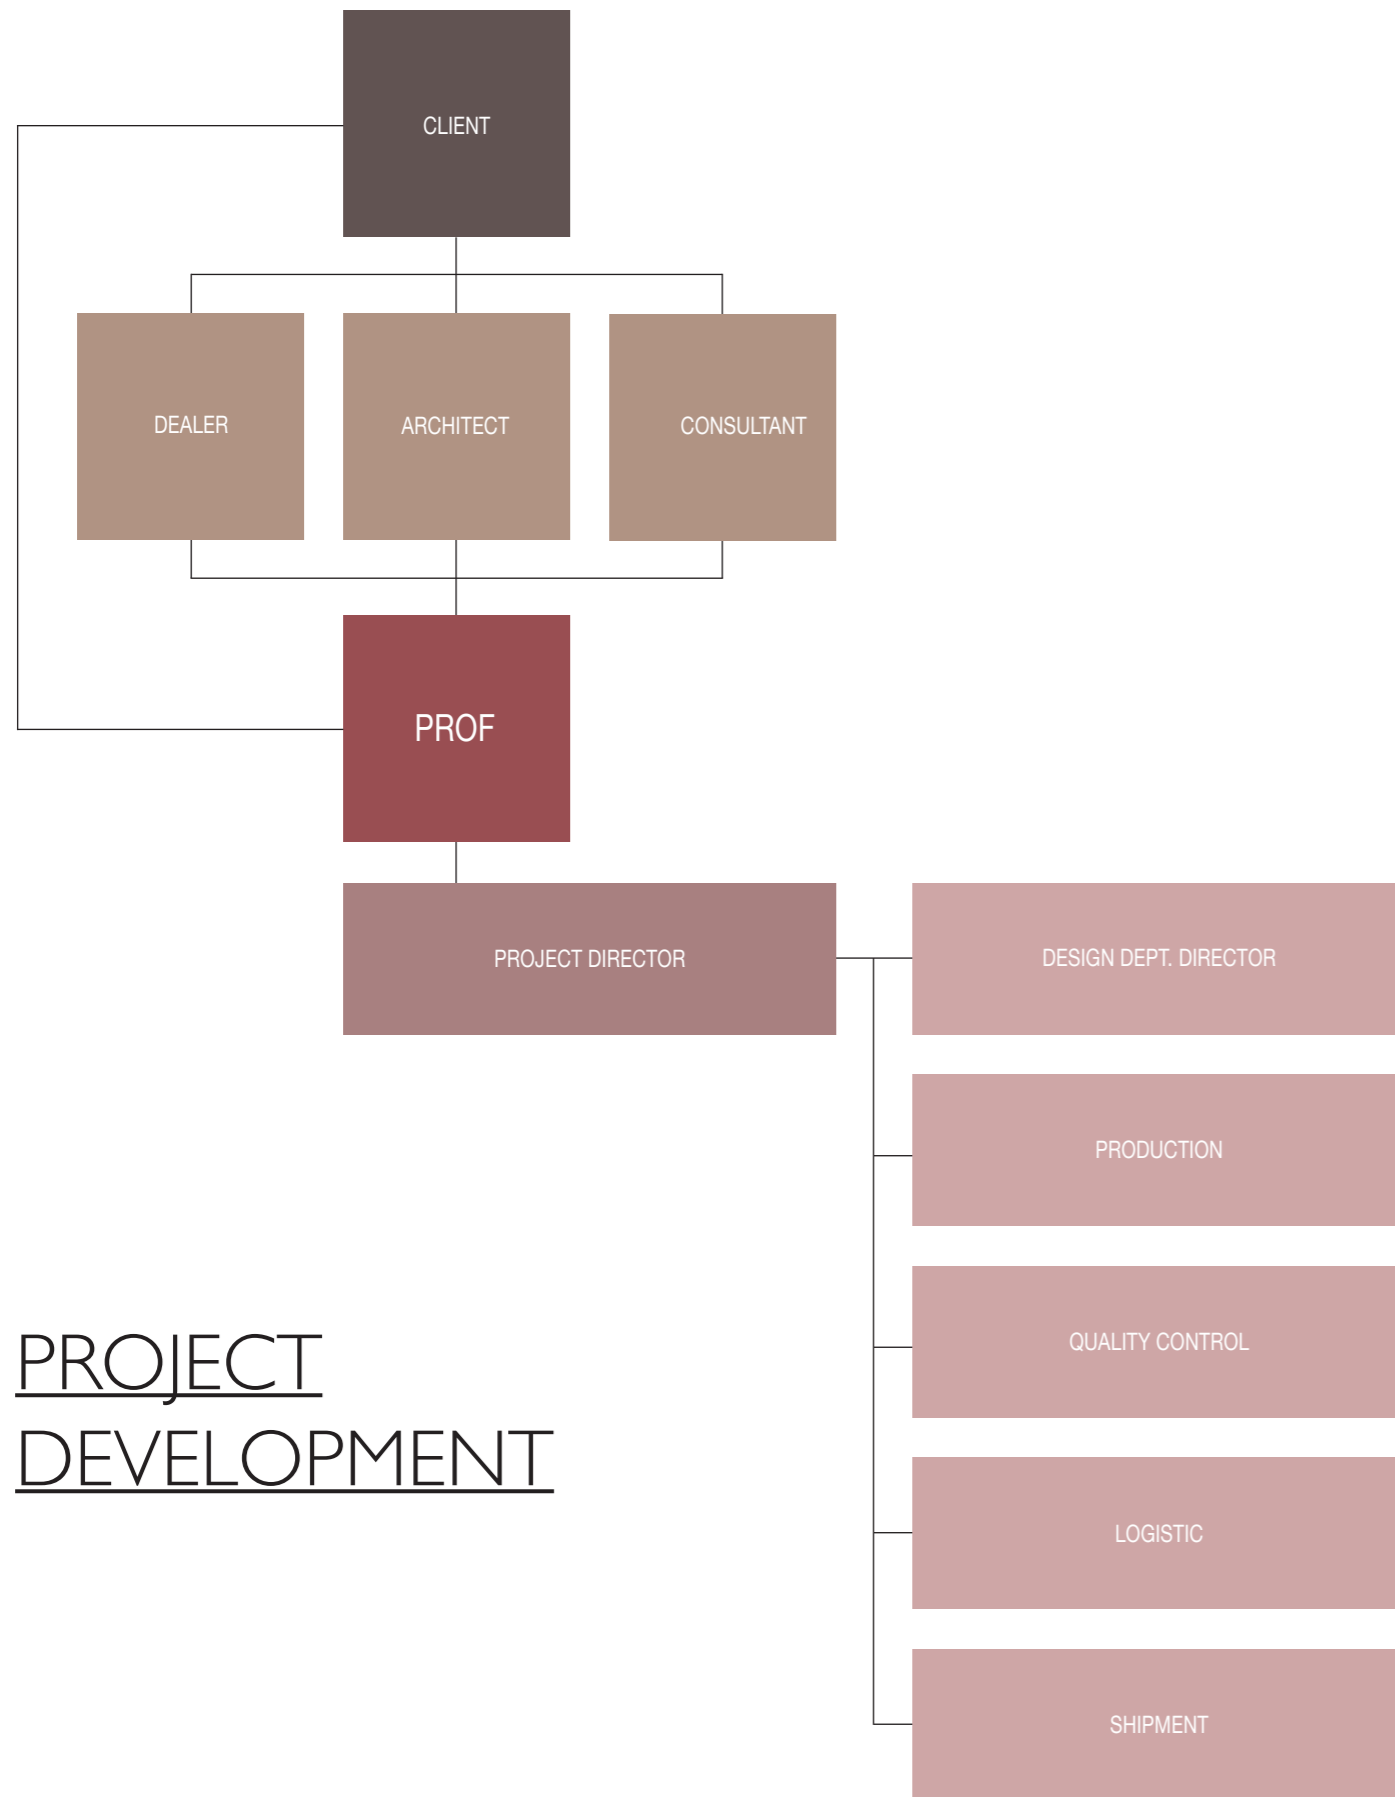 CLIENT
DEALER
ARCHITECT
CONSULTANT
PROF
PROJECT DIRECTOR
DESIGN DEPT. DIRECTOR
PRODUCTION
QUALITY CONTROL
LOGISTIC
SHIPMENT
PROJECT
DEVELOPMENT